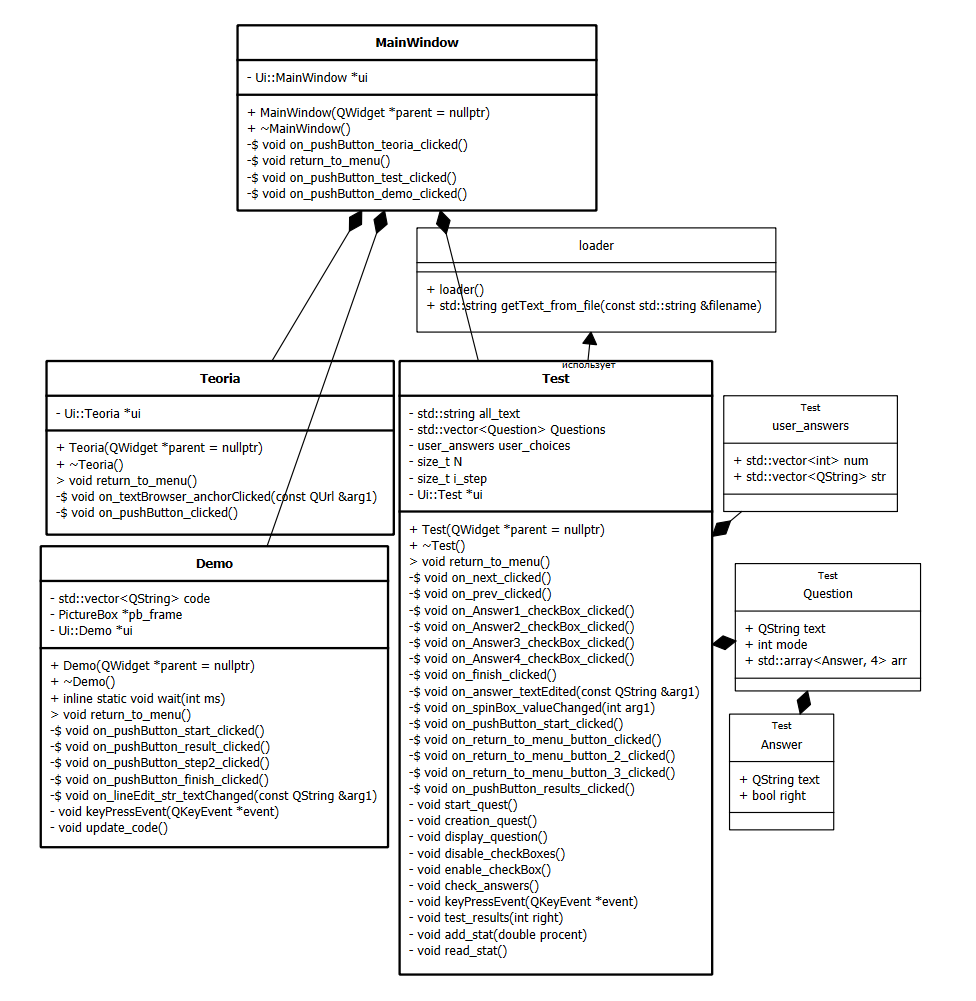 MainWindow
- Ui::MainWindow *ui
+ MainWindow(QWidget *parent = nullptr)
+ ~MainWindow()
-$ void on_pushButton_teoria_clicked()
-$ void return_to_menu()
-$ void on_pushButton_test_clicked()
-$ void on_pushButton_demo_clicked()
loader
+ loader()
+ std::string getText_from_file(const std::string &filename)
использует
Teoria
- Ui::Teoria *ui
+ Teoria(QWidget *parent = nullptr)
+ ~Teoria()
> void return_to_menu()
-$ void on_textBrowser_anchorClicked(const QUrl &arg1)
-$ void on_pushButton_clicked()
Demo
- std::vector<QString> code
- PictureBox *pb_frame
- Ui::Demo *ui
+ Demo(QWidget *parent = nullptr)
+ ~Demo()
+ inline static void wait(int ms)
> void return_to_menu()
-$ void on_pushButton_start_clicked()
-$ void on_pushButton_result_clicked()
-$ void on_pushButton_step2_clicked()
-$ void on_pushButton_finish_clicked()
-$ void on_lineEdit_str_textChanged(const QString &arg1)
- void keyPressEvent(QKeyEvent *event)
- void update_code()
Test
- std::string all_text
- std::vector<Question> Questions
- user_answers user_choices
- size_t N
- size_t i_step
- Ui::Test *ui
+ Test(QWidget *parent = nullptr)
+ ~Test()
> void return_to_menu()
-$ void on_next_clicked()
-$ void on_prev_clicked()
-$ void on_Answer1_checkBox_clicked()
-$ void on_Answer2_checkBox_clicked()
-$ void on_Answer3_checkBox_clicked()
-$ void on_Answer4_checkBox_clicked()
-$ void on_finish_clicked()
-$ void on_answer_textEdited(const QString &arg1)
-$ void on_spinBox_valueChanged(int arg1)
-$ void on_pushButton_start_clicked()
-$ void on_return_to_menu_button_clicked()
-$ void on_return_to_menu_button_2_clicked()
-$ void on_return_to_menu_button_3_clicked()
-$ void on_pushButton_results_clicked()
- void start_quest()
- void creation_quest()
- void display_question()
- void disable_checkBoxes()
- void enable_checkBox()
- void check_answers()
- void keyPressEvent(QKeyEvent *event)
- void test_results(int right)
- void add_stat(double procent)
- void read_stat()
Test
user_answers
+ std::vector<int> num
+ std::vector<QString> str
Test
Question
+ QString text
+ int mode
+ std::array<Answer, 4> arr
Test
Answer
+ QString text
+ bool right